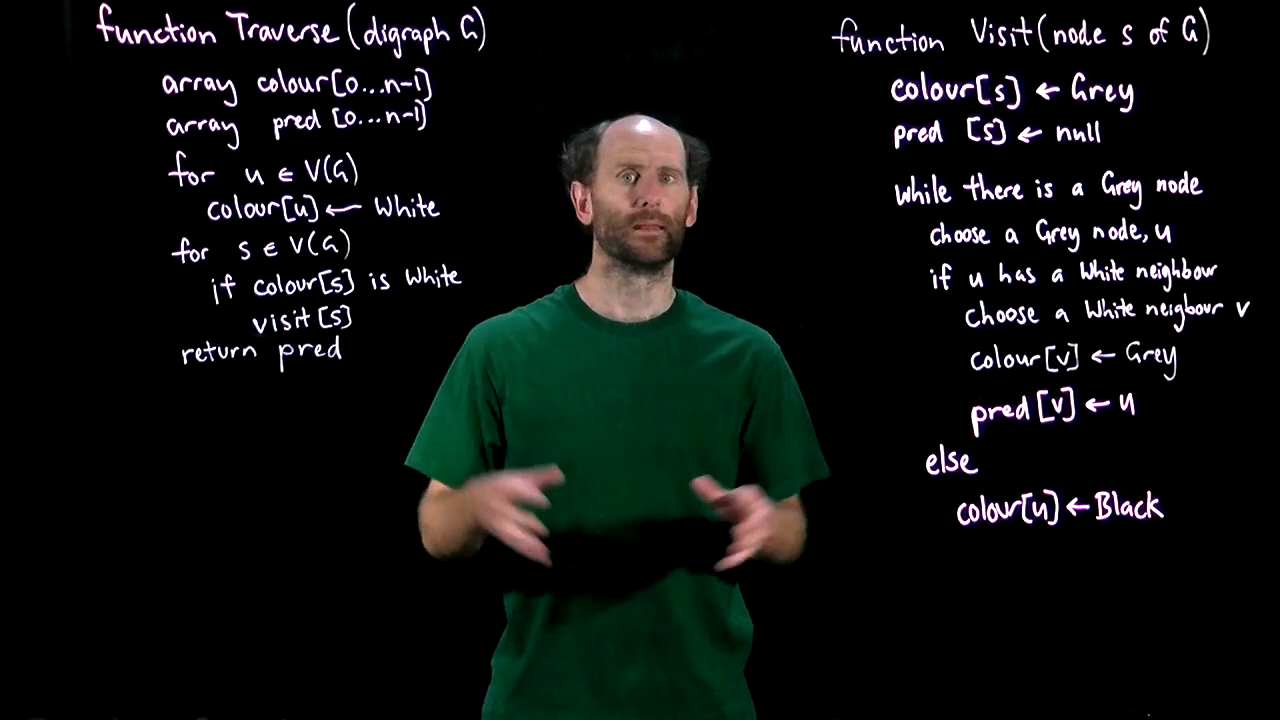 function Traverse (digraph G)
array colour[0...n-1]
array pred [0...n-1]
for u ∈ V(G)
colour[u] ← White
for s ∈ V(G)
if colour[s] is White
visit[s]
return pred
function Visit(node s of G)
colour[s] ← Grey
pred [s] ← null
while there is a Grey node
choose a Grey node, u
if u has a White neighbour
choose a White neigbour v
colour[v] ← Grey
pred[v] ← u
else
colour[u] ← Black